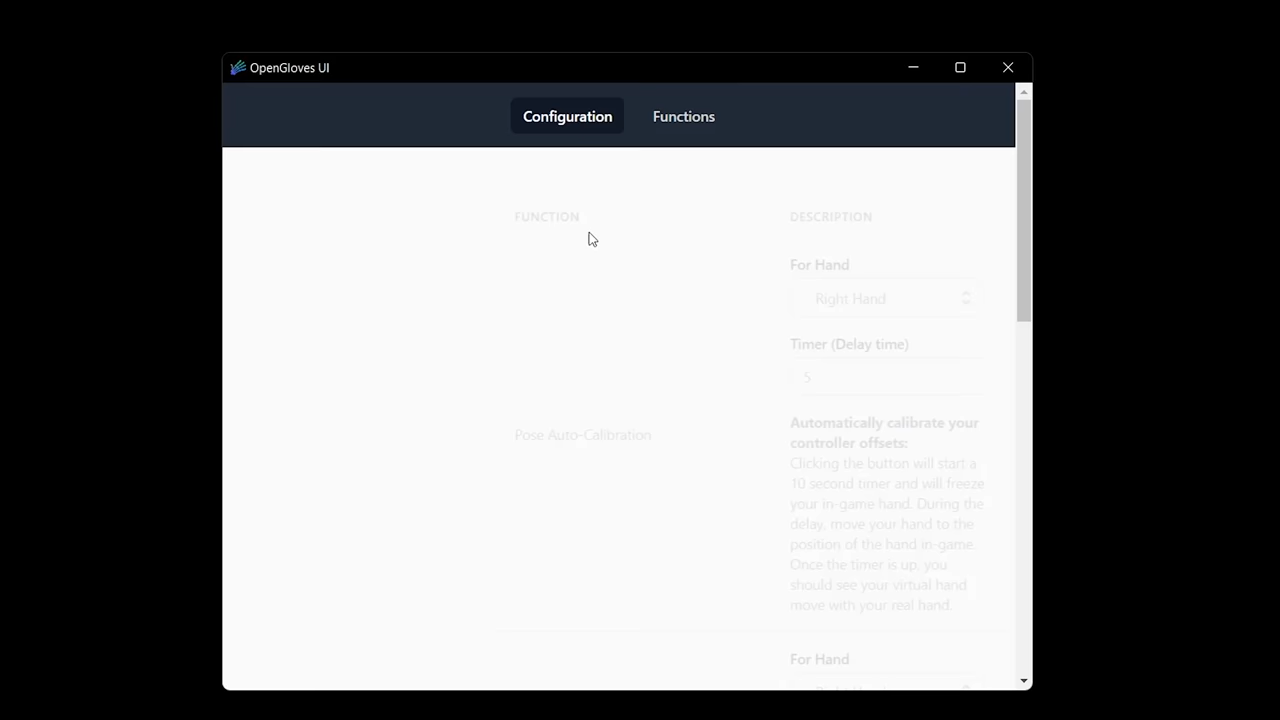 OpenGloves UI
Configuration
Functions
FUNCTION
DESCRIPTION
For Hand
Right Hand
Timer (Delay time)
5
Pose Auto-Calibration
Automatically calibrate your
controller offsets:
Clicking the button will start a
10 second timer and will freeze
your in-game hand. During the
delay, move your hand to the
position of the hand in-game.
Once the timer is up, you
should see your virtual hand
move with your real hand.
For Hand